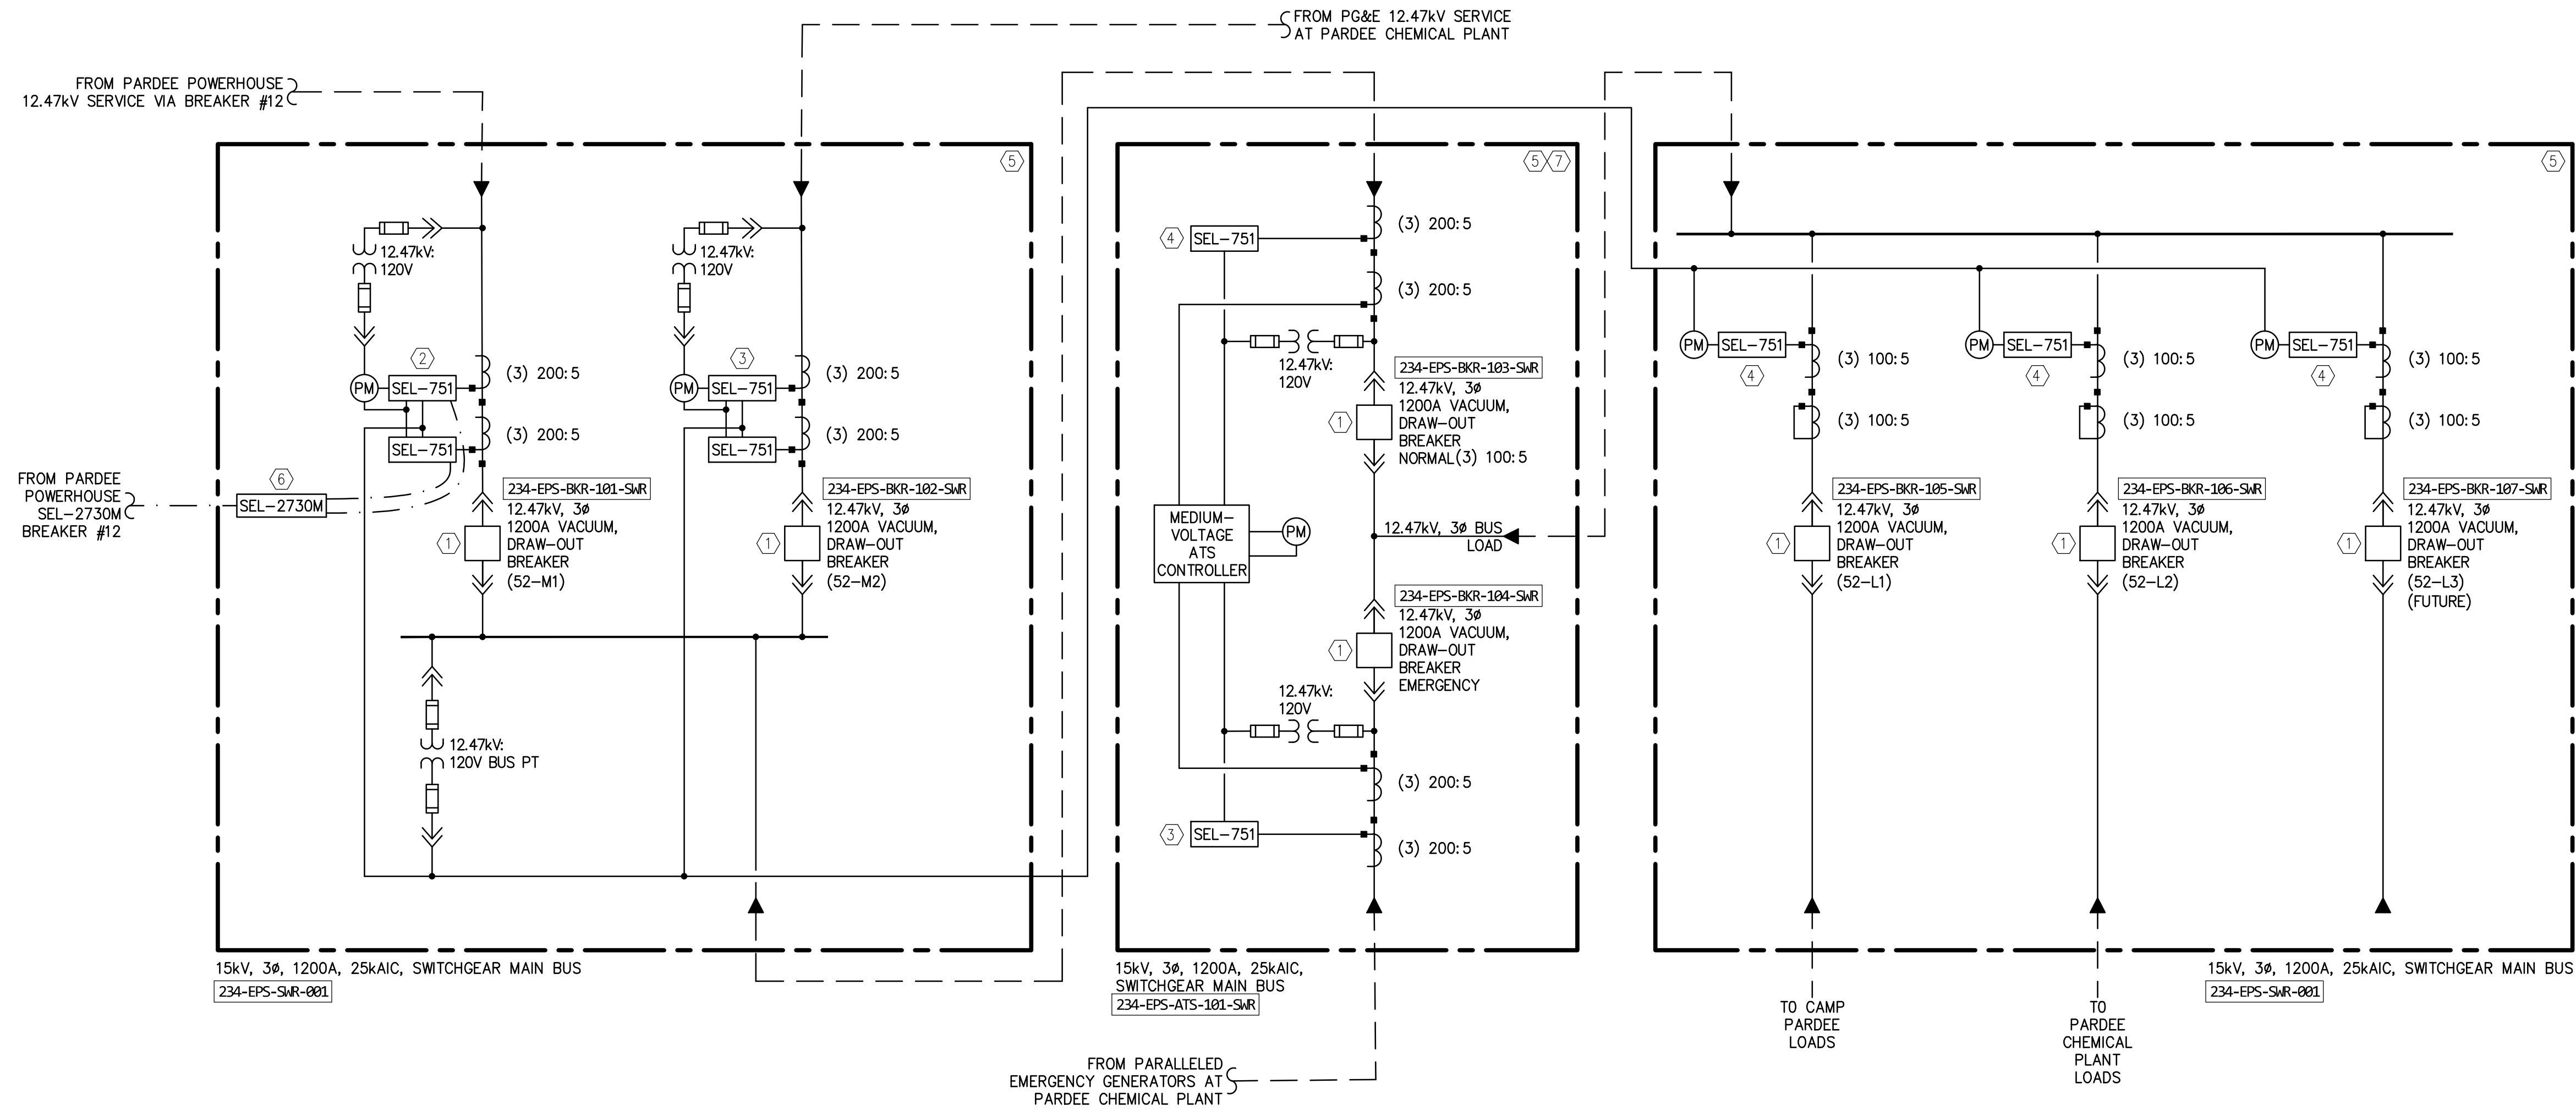 FROM PG&E 12.47kV SERVICE
AT PARDEE CHEMICAL PLANT
FROM PARDEE POWERHOUSE
12.47kV SERVICE VIA BREAKER #12
5
12.47kV:
120V
2
PM
SEL-751
(3) 200:5
SEL-751
(3) 200:5
FROM PARDEE
POWERHOUSE
SEL-2730M
BREAKER #12
6
SEL-2730M
234-EPS-BKR-101-SWR
12.47kV, 3ø
1200A VACUUM,
DRAW-OUT
BREAKER
(52-M1)
1
12.47kV:
120V
3
PM
SEL-751
(3) 200:5
SEL-751
(3) 200:5
234-EPS-BKR-102-SWR
12.47kV, 3ø
1200A VACUUM,
DRAW-OUT
BREAKER
(52-M2)
1
12.47kV:
120V BUS PT
15kV, 3ø, 1200A, 25kAIC, SWITCHGEAR MAIN BUS
234-EPS-SWR-001
5
7
4
SEL-751
(3) 200:5
(3) 200:5
12.47kV:
120V
234-EPS-BKR-103-SWR
12.47kV, 3ø
1200A VACUUM,
DRAW-OUT
BREAKER
NORMAL(3) 100:5
1
MEDIUM-
VOLTAGE
ATS
CONTROLLER
PM
12.47kV, 3ø BUS
LOAD
234-EPS-BKR-104-SWR
12.47kV, 3ø
1200A VACUUM,
DRAW-OUT
BREAKER
EMERGENCY
1
12.47kV:
120V
(3) 200:5
3
SEL-751
(3) 200:5
15kV, 3ø, 1200A, 25kAIC,
SWITCHGEAR MAIN BUS
234-EPS-ATS-101-SWR
FROM PARALLELED
EMERGENCY GENERATORS AT
PARDEE CHEMICAL PLANT
5
PM
SEL-751
4
(3) 100:5
(3) 100:5
234-EPS-BKR-105-SWR
12.47kV, 3ø
1200A VACUUM,
DRAW-OUT
BREAKER
(52-L1)
1
PM
SEL-751
4
(3) 100:5
(3) 100:5
234-EPS-BKR-106-SWR
12.47kV, 3ø
1200A VACUUM,
DRAW-OUT
BREAKER
(52-L2)
1
PM
SEL-751
4
(3) 100:5
(3) 100:5
234-EPS-BKR-107-SWR
12.47kV, 3ø
1200A VACUUM,
DRAW-OUT
BREAKER
(52-L3)
(FUTURE)
1
15kV, 3ø, 1200A, 25kAIC, SWITCHGEAR MAIN BUS
234-EPS-SWR-001
TO CAMP
PARDEE
LOADS
TO
PARDEE
CHEMICAL
PLANT
LOADS